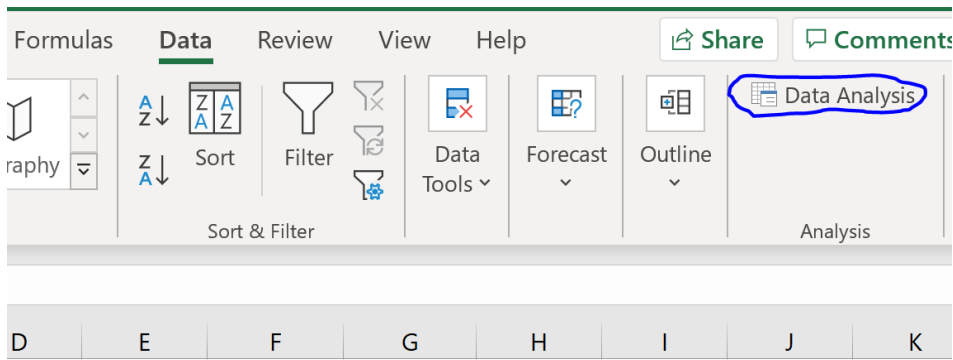 Formulas Data Review View Help Share Comments
Z A
A Z
A
Z
Z
A
Data Analysis
raphy Sort Filter Data
Tools Forecast Outline
Sort & Filter Analysis
D E F G H I J K